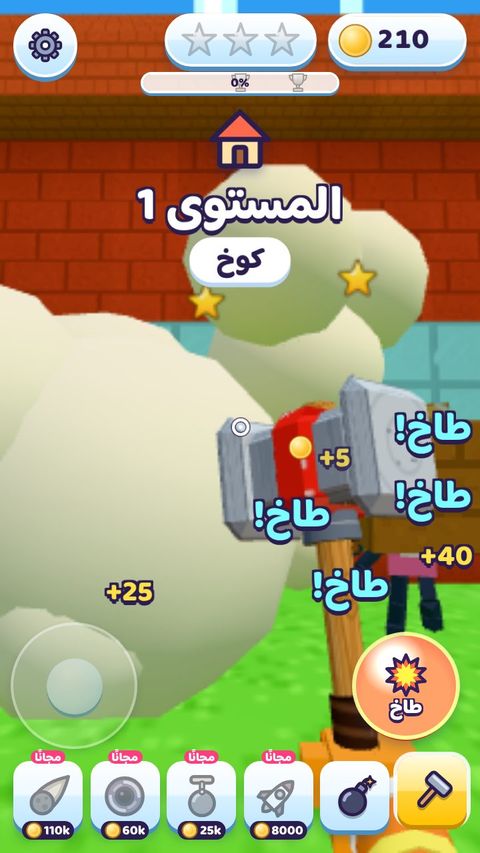 210
0%
المستوى 1
كوخ
طاخ!
+5
طاخ!
طاخ!
+40
+25
طاخ!
طاخ
مجانًا
مجانًا
مجانًا
مجانًا
110k
60k
25k
8000